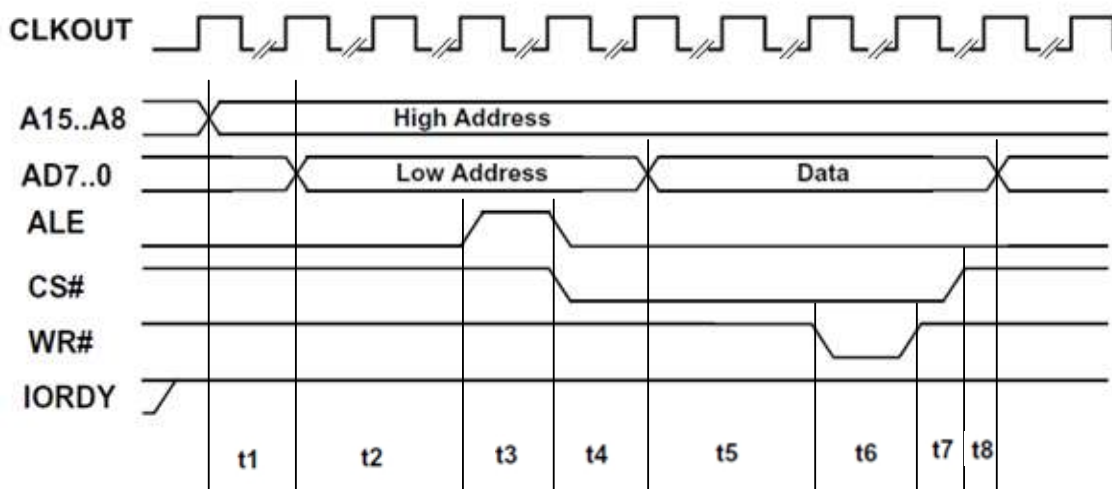 CLKOUT
A15..A8 High Address
AD7..0 Low Address Data
ALE
CS#
WR#
IORDY
t1 t2 t3 t4 t5 t6 t7 t8